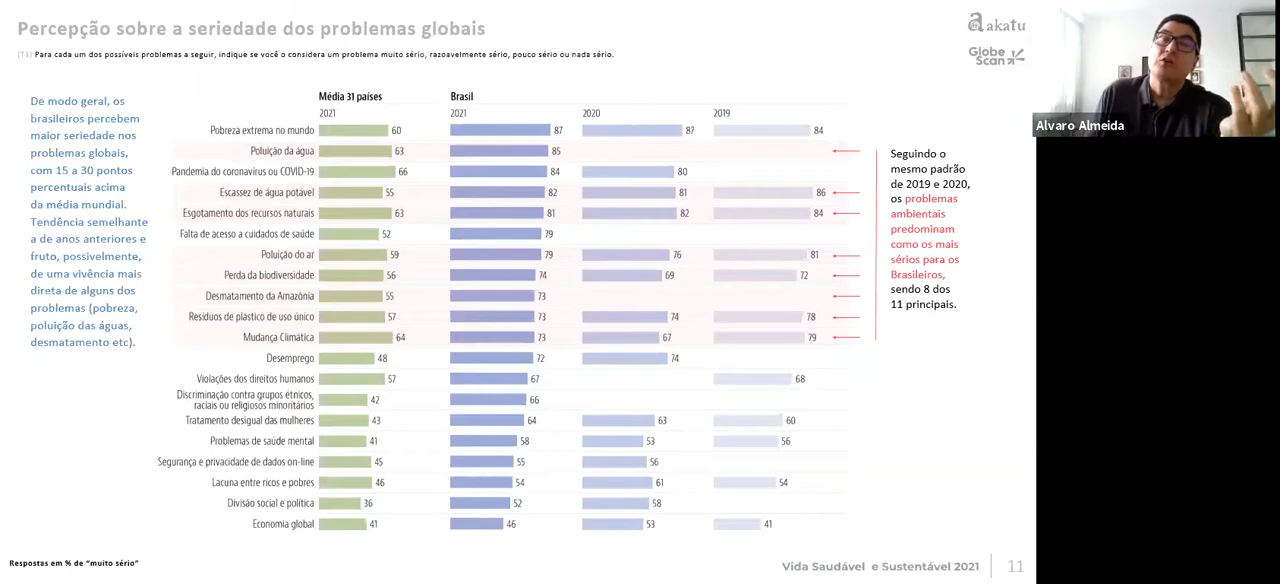 Percepção sobre a seriedade dos problemas globais
(T1) Para cada um dos possíveis problemas a seguir, indique se você o considera um problema muito sério, razoavelmente sério, pouco sério ou nada sério.
akatu
Globe
Scan
Alvaro Almeida
De modo geral, os
brasileiros percebem
maior seriedade nos
problemas globais,
com 15 a 30 pontos
percentuais acima
da média mundial.
Tendência semelhante
a de anos anteriores e
fruto, possivelmente,
de uma vivência mais
direta de alguns dos
problemas (pobreza,
poluição das águas,
desmatamento etc).
Média 31 países Brasil
2021 2021 2020 2019
Pobreza extrema no mundo 60 87 87 84
Poluição da água 63 85
Pandemia do coronavírus ou COVID-19 66 84 80
Escassez de água potável 55 82 81 86
Esgotamento dos recursos naturais 63 81 82 84
Falta de acesso a cuidados de saúde 52 79
Poluição do ar 59 79 76 81
Perda da biodiversidade 56 74 69 72
Desmatamento da Amazônia 55 73
Resíduos de plástico de uso único 57 73 74 78
Mudança Climática 64 73 67 79
Desemprego 48 72 74
Violações dos direitos humanos 57 67 68
Discriminação contra grupos étnicos,
raciais ou religiosos minoritários 42 66
Tratamento desigual das mulheres 43 64 63 60
Problemas de saúde mental 41 58 53 56
Segurança e privacidade de dados on-line 45 55 56
Lacuna entre ricos e pobres 46 54 61 54
Divisão social e política 36 52 58
Economia global 41 46 53 41
Seguindo o
mesmo padrão
de 2019 e 2020,
os problemas
ambientais
predominam
como os mais
sérios para os
Brasileiros,
sendo 8 dos
11 principais.
Respostas em % de “muito sério”
Vida Saudável e Sustentável 2021 11